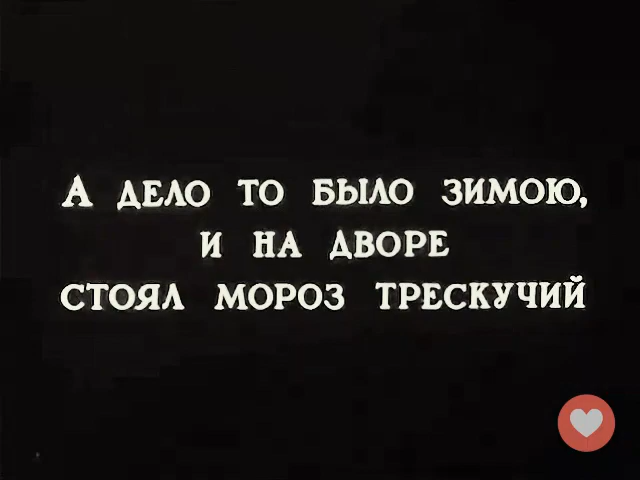 А ДЕЛО ТО БЫЛО ЗИМОЮ,
И НА ДВОРЕ
СТОЯЛ МОРОЗ ТРЕСКУЧИЙ